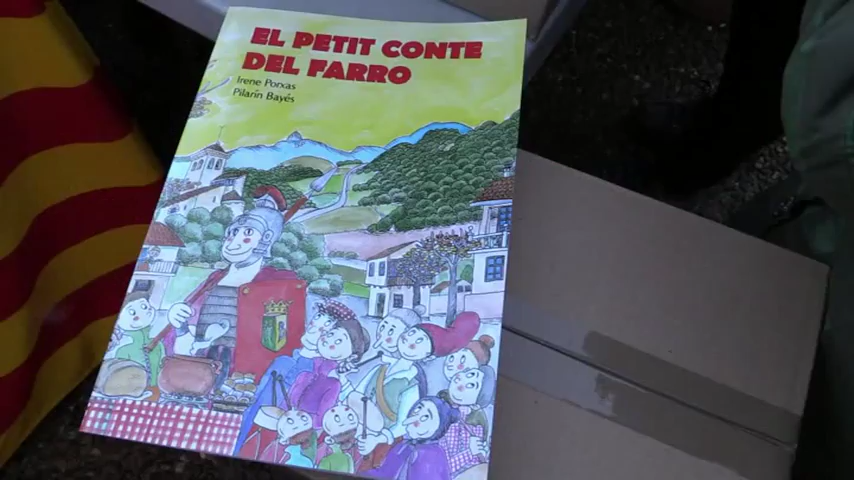 EL PETIT CONTE
DEL FARRO
Irene Porxas
Pilarín Bayés